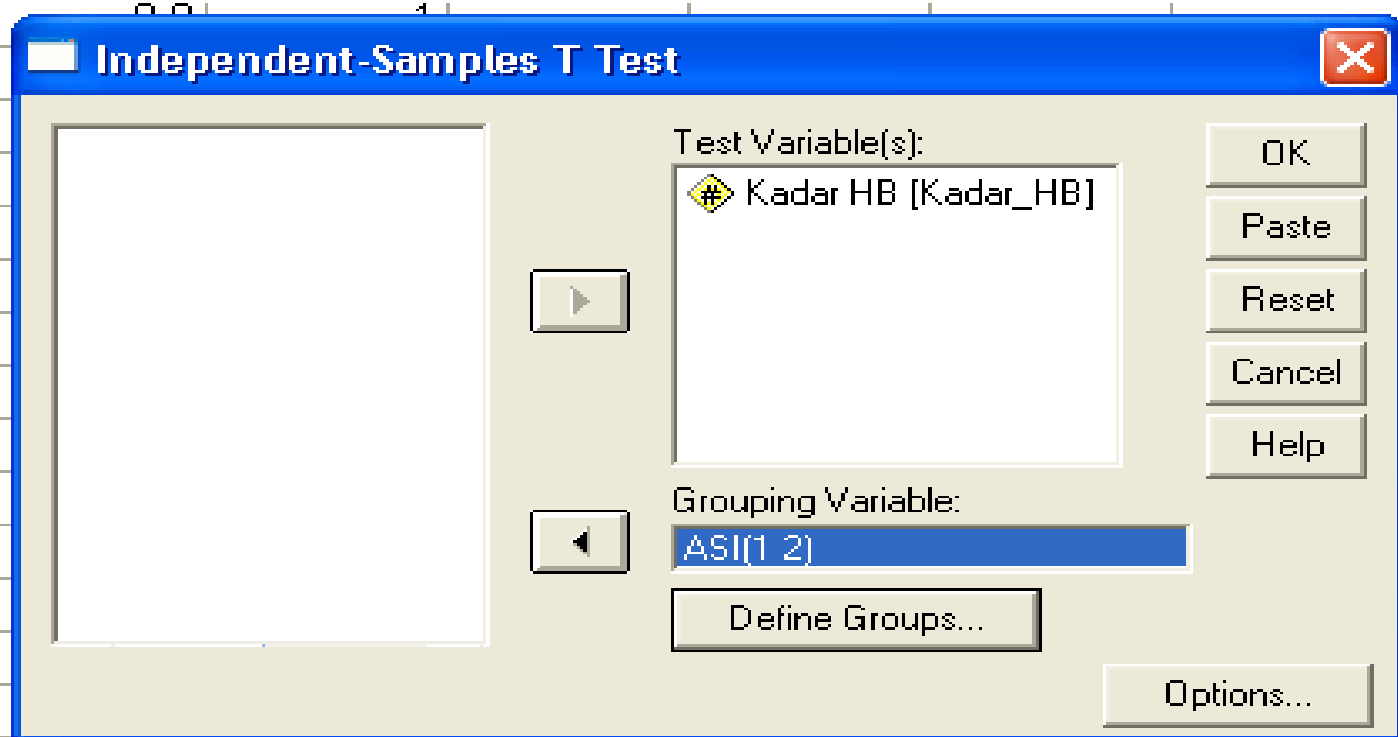 Independent-Samples T Test
Test Variable(s):
# Kadar HB [Kadar_HB]
OK
Paste
Reset
Cancel
Help
Grouping Variable:
ASI(1 2)
Define Groups...
Options...